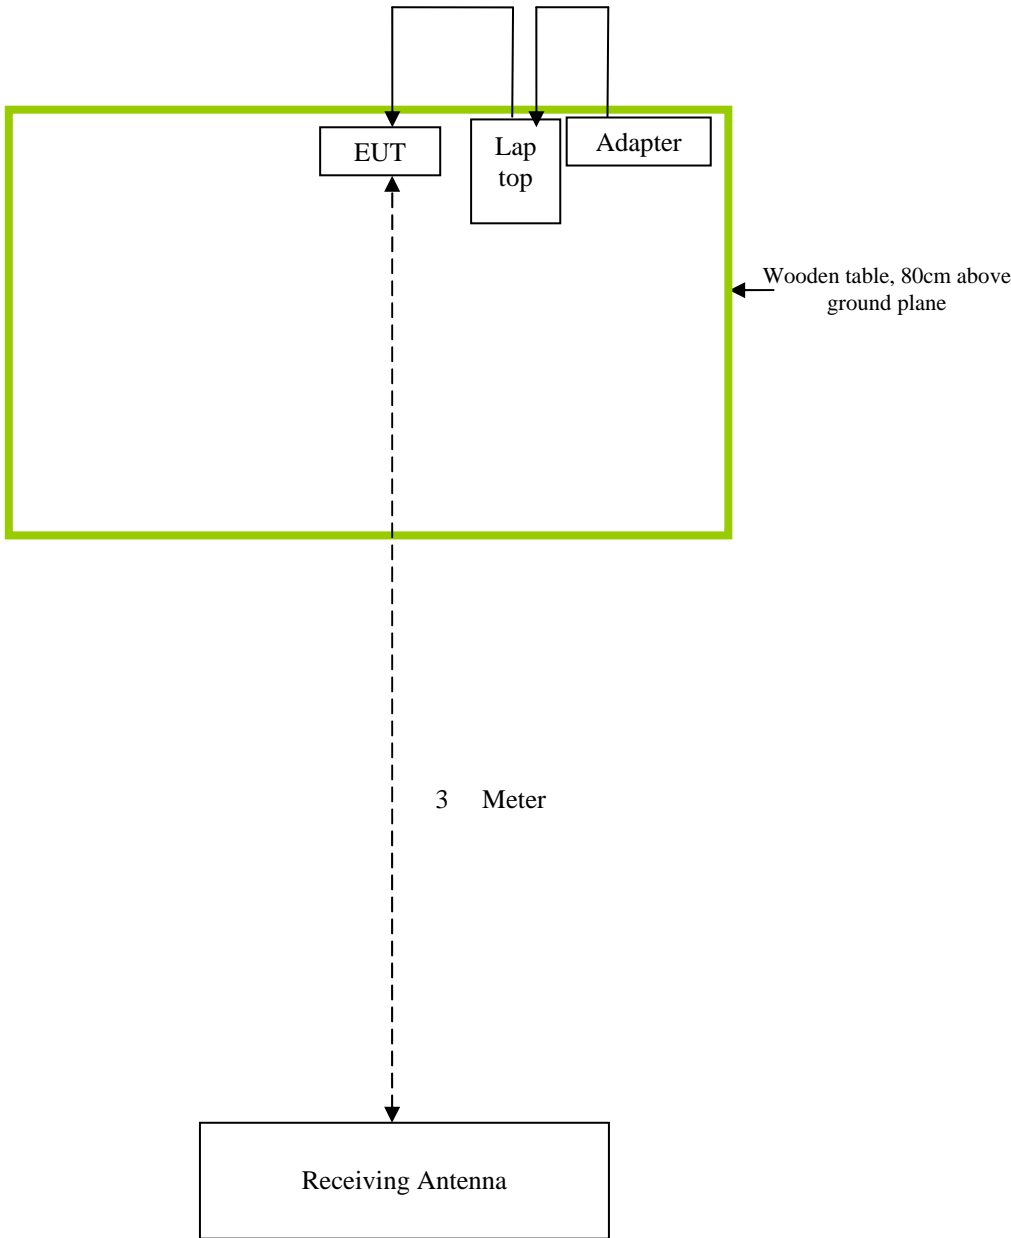 EUT
Lap
top
Adapter
Wooden table, 80cm above
ground plane
3 Meter
Receiving Antenna